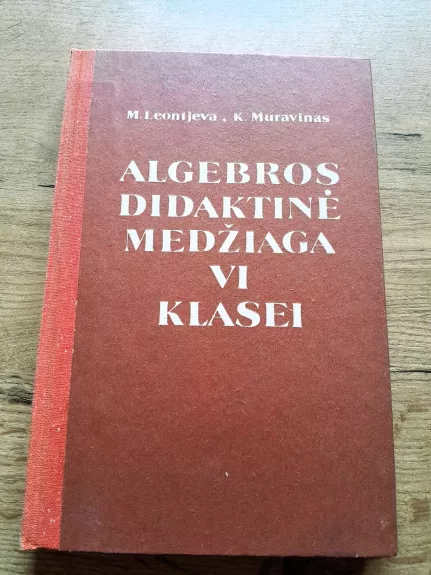 M. Leontjeva, K. Muravinas
ALGEBROS
DIDAKTINĖ
MEDŽIAGA
VI
KLASEI